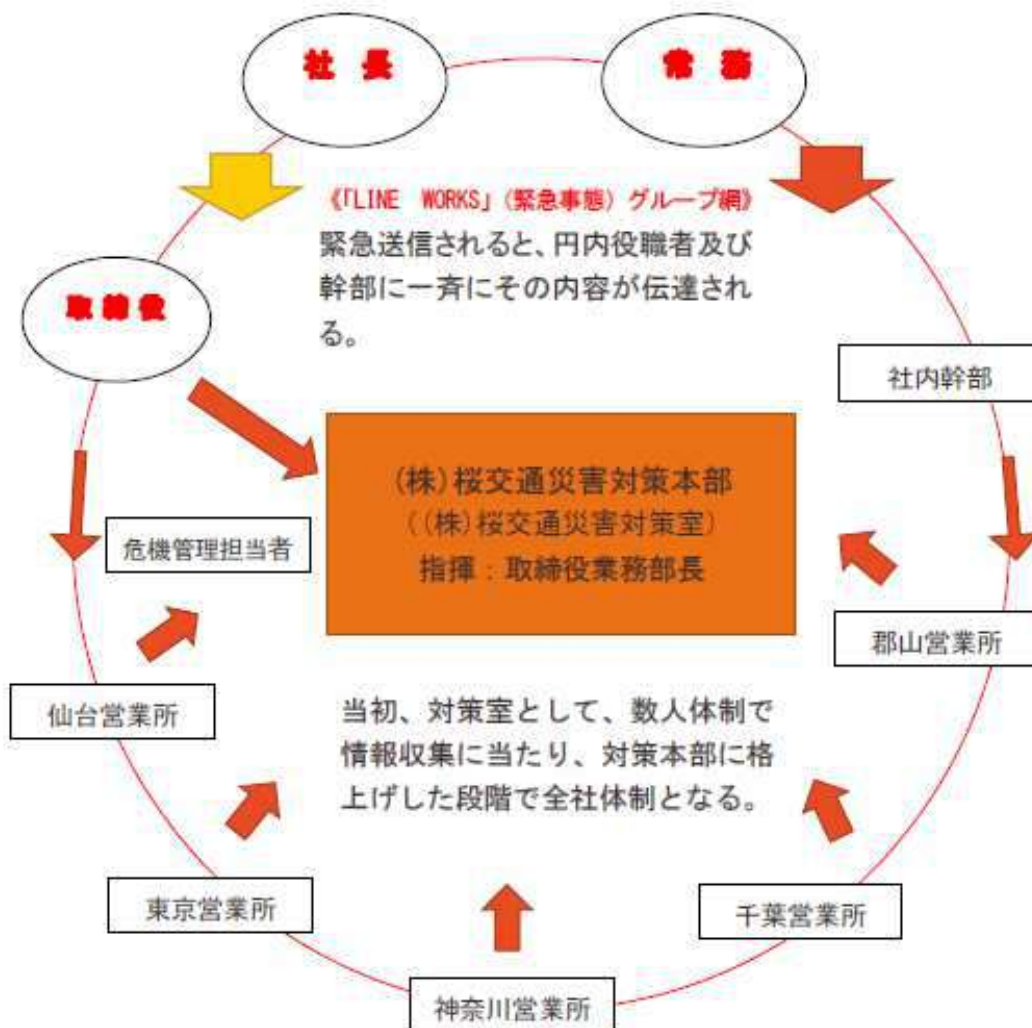 社 長
常 務
《「LINE WORKS」(緊急事態) グループ網》
緊急送信されると、円内役職者及び
幹部に一斉にその内容が伝達され
る。
取締役
社内幹部
(株)桜交通災害対策本部
((株)桜交通災害対策室)
指揮：取締役業務部長
危機管理担当者
郡山営業所
仙台営業所
当初、対策室として、数人体制で
情報収集に当たり、対策本部に格
上げした段階で全社体制となる。
東京営業所
千葉営業所
神奈川営業所